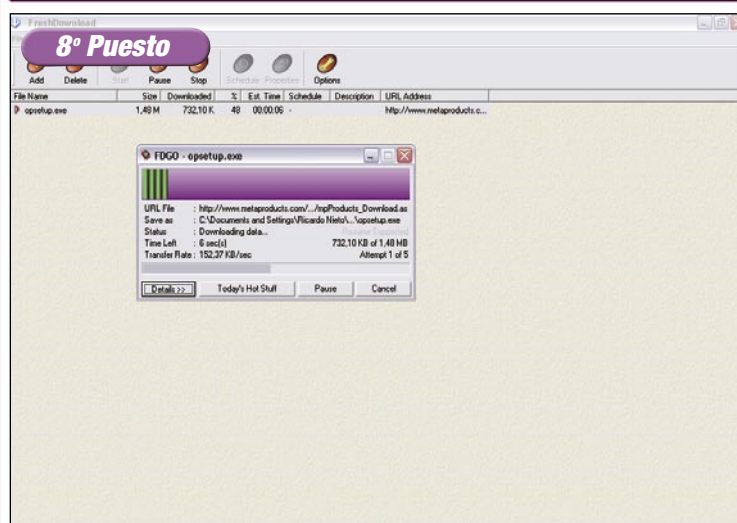 FreshDownload
8º Puesto
Add Delete Start Pause Stop Schedule Properties Options
File Name Size Downloaded % Est. Time Schedule Description URL Address
opsetup.exe 1,48 M 732,10 K 48 00:00:06 - http://www.metaproducts.c...
FDGO - opsetup.exe
URL File : http://www.metaproducts.com/.../mpProducts_Download.as
Save as : C:\Documents and Settings\Ricardo Nieto\...\opsetup.exe
Status : Downloading data... Resume Supported
Time Left : 6 sec(s) 732,10 KB of 1,48 MB
Transfer Rate : 152,37 KB/sec Attempt 1 of 5
Details >> Today's Hot Stuff Pause Cancel